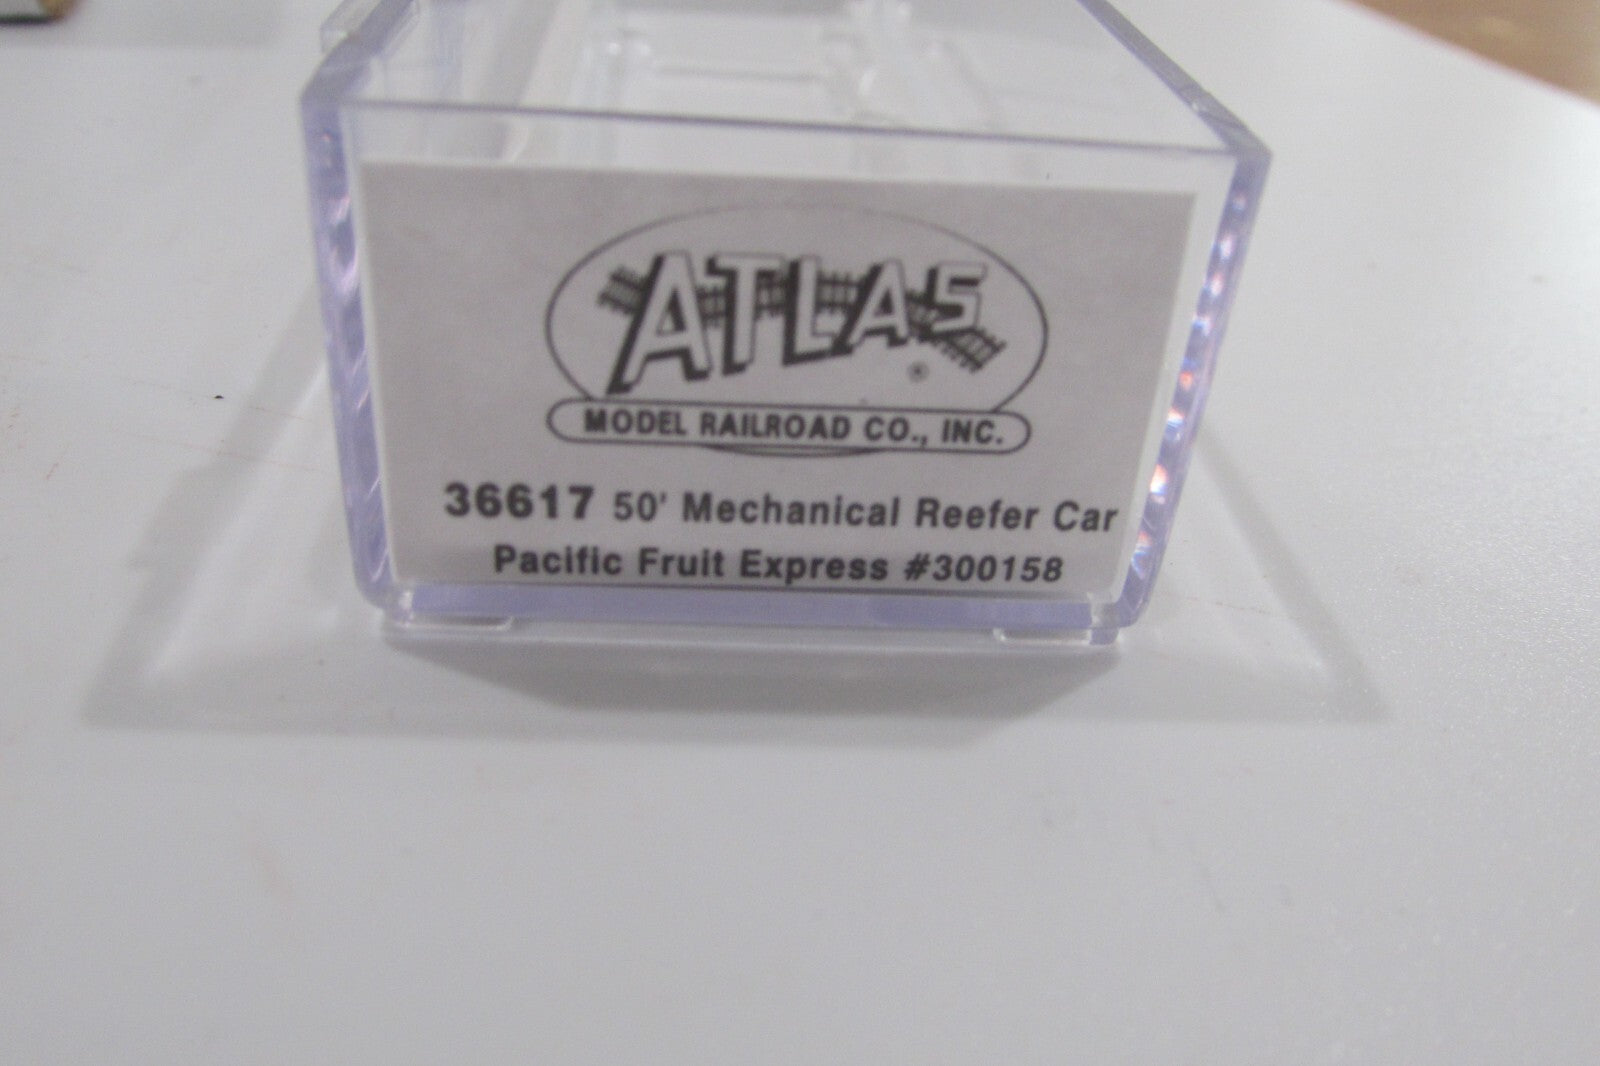 ATLAS ®
MODEL RAILROAD CO., INC.
36617 50' Mechanical Reefer Car
Pacific Fruit Express #300158